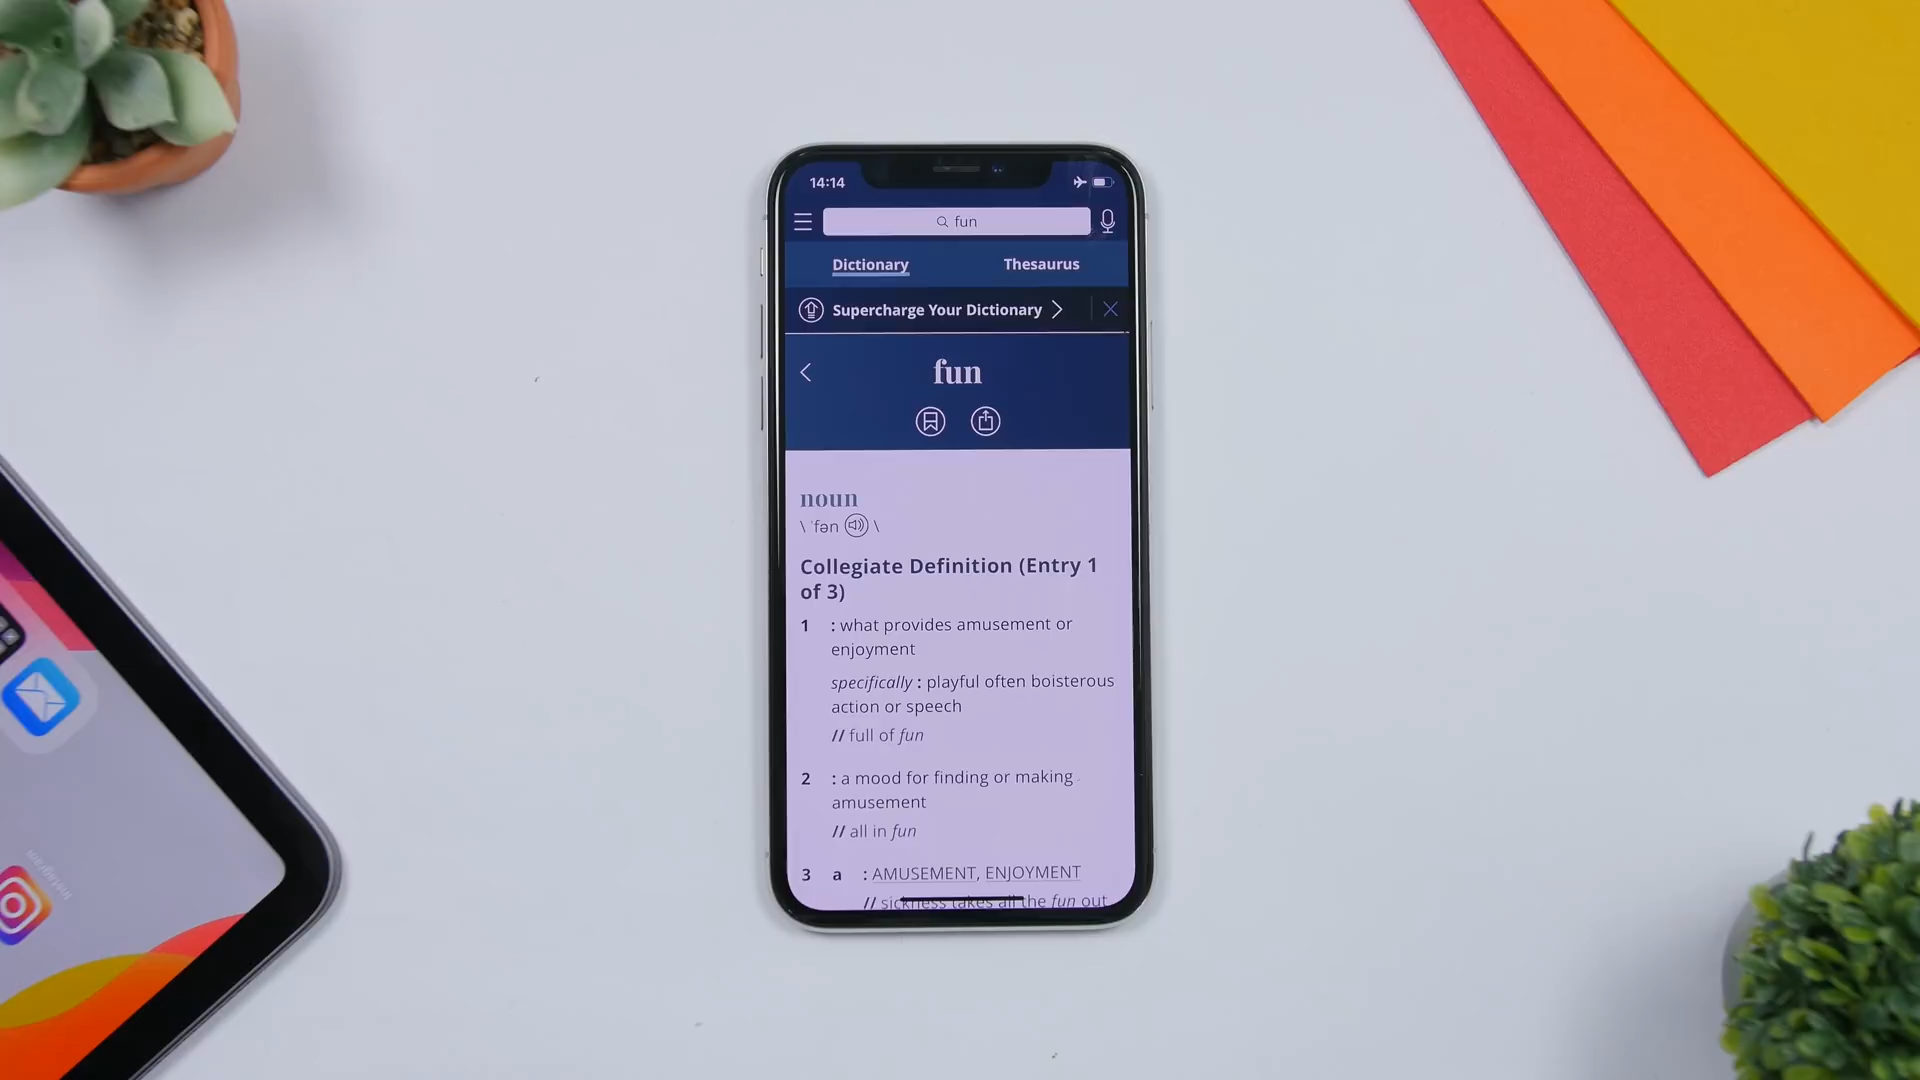 14:14
fun
Dictionary Thesaurus
Supercharge Your Dictionary
fun
noun
\ ˈfən \
Collegiate Definition (Entry 1
of 3)
1 : what provides amusement or
enjoyment
specifically : playful often boisterous
action or speech
// full of fun
2 : a mood for finding or making
amusement
// all in fun
3 a : AMUSEMENT, ENJOYMENT
// sickness takes all the fun out
Instagram